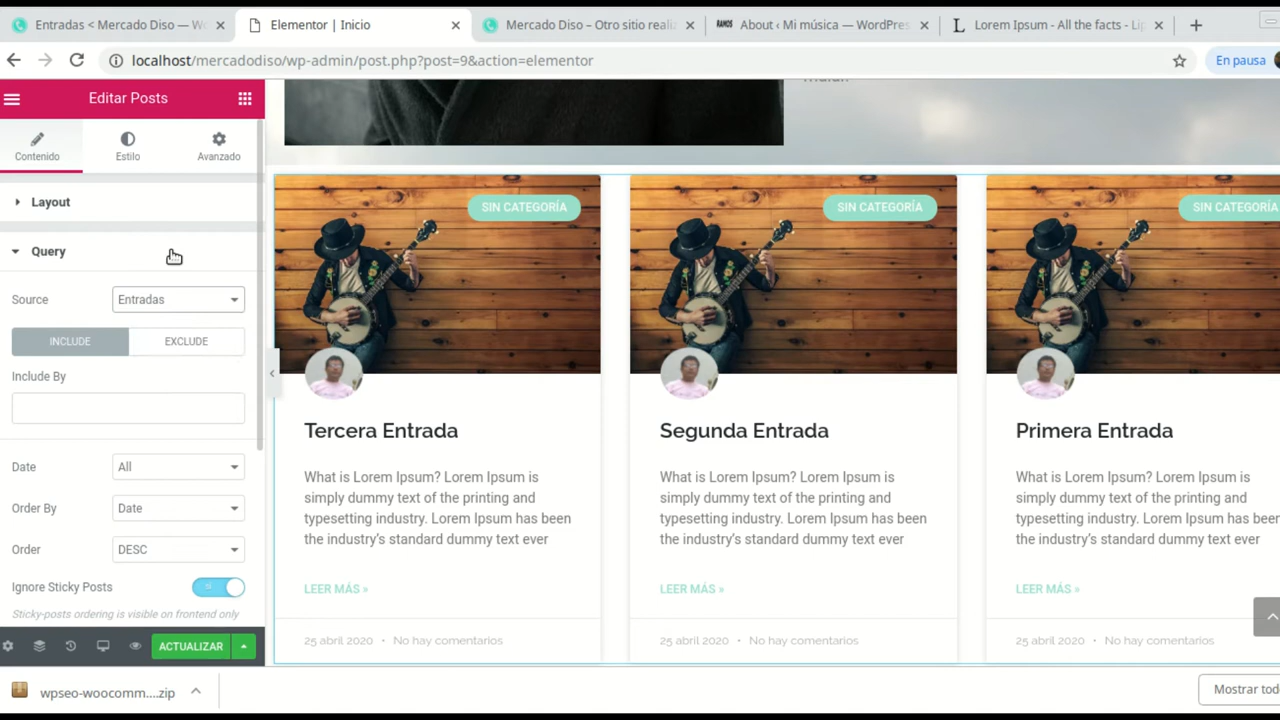 Entradas < Mercado Diso — Wo
Elementor | Inicio
Mercado Diso – Otro sitio realiz
RAMOS
About ‹ Mi música — WordPres
Lorem Ipsum - All the facts - Lip
localhost/mercadodiso/wp-admin/post.php?post=9&action=elementor
En pausa
Editar Posts
Contenido
Estilo
Avanzado
Layout
Query
Source
Entradas
INCLUDE
EXCLUDE
Include By
Date
All
Order By
Date
Order
DESC
Ignore Sticky Posts
Sticky-posts ordering is visible on frontend only
ACTUALIZAR
SIN CATEGORÍA
Tercera Entrada
What is Lorem Ipsum? Lorem Ipsum is
simply dummy text of the printing and
typesetting industry. Lorem Ipsum has been
the industry's standard dummy text ever
LEER MÁS »
25 abril 2020 • No hay comentarios
SIN CATEGORÍA
Segunda Entrada
What is Lorem Ipsum? Lorem Ipsum is
simply dummy text of the printing and
typesetting industry. Lorem Ipsum has been
the industry's standard dummy text ever
LEER MÁS »
25 abril 2020 • No hay comentarios
SIN CATEGORÍA
Primera Entrada
What is Lorem Ipsum? Lorem Ipsum is
simply dummy text of the printing and
typesetting industry. Lorem Ipsum has been
the industry's standard dummy text ever
LEER MÁS »
25 abril 2020 • No hay comentarios
wpseo-woocomm....zip
Mostrar tod